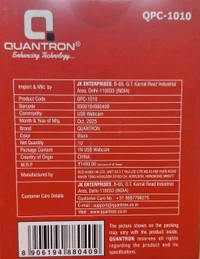 QPC-1010
QUANTRON®
Enhancing Technology...
Import & Mkt. by
JK ENTERPRISES, B-65, G.T. Karnal Road Industrial
Area, Delhi-110033 (INDIA)
Product Code
QPC-1010
Barcode
8906194880409
Commodity
USB Webcam
Month & Year of Mfg.
Oct. 2025
Brand
QUANTRON
Color
Black
Net Quantity
Package Content
USB Webcam
Country of Origin
CHINA
M.R.P.
Manufactured by
Customer Care Details
JK ENTERPRISES, B-65, G.T. Karnal Road Industrial
Area, Delhi-110033 (INDIA)
Customer Care No.
E-mail : support@quantron.co.in
Web : www.quantron.co.in
The picture shown on the packing
may vary with the product inside.
QUANTRON reserves all rights
regarding of the product and its
specifications.
8 906194 880409